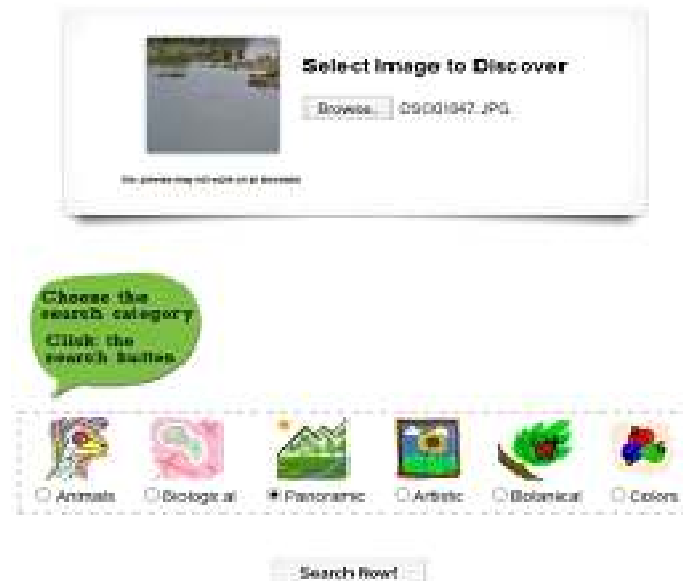 Select Image to Discover
Browse... DSC01847.JPG
Choose the
search category
Click the
search button
Animals
Biological
Panoramic
Artistic
Botanical
Colors
Search Now!